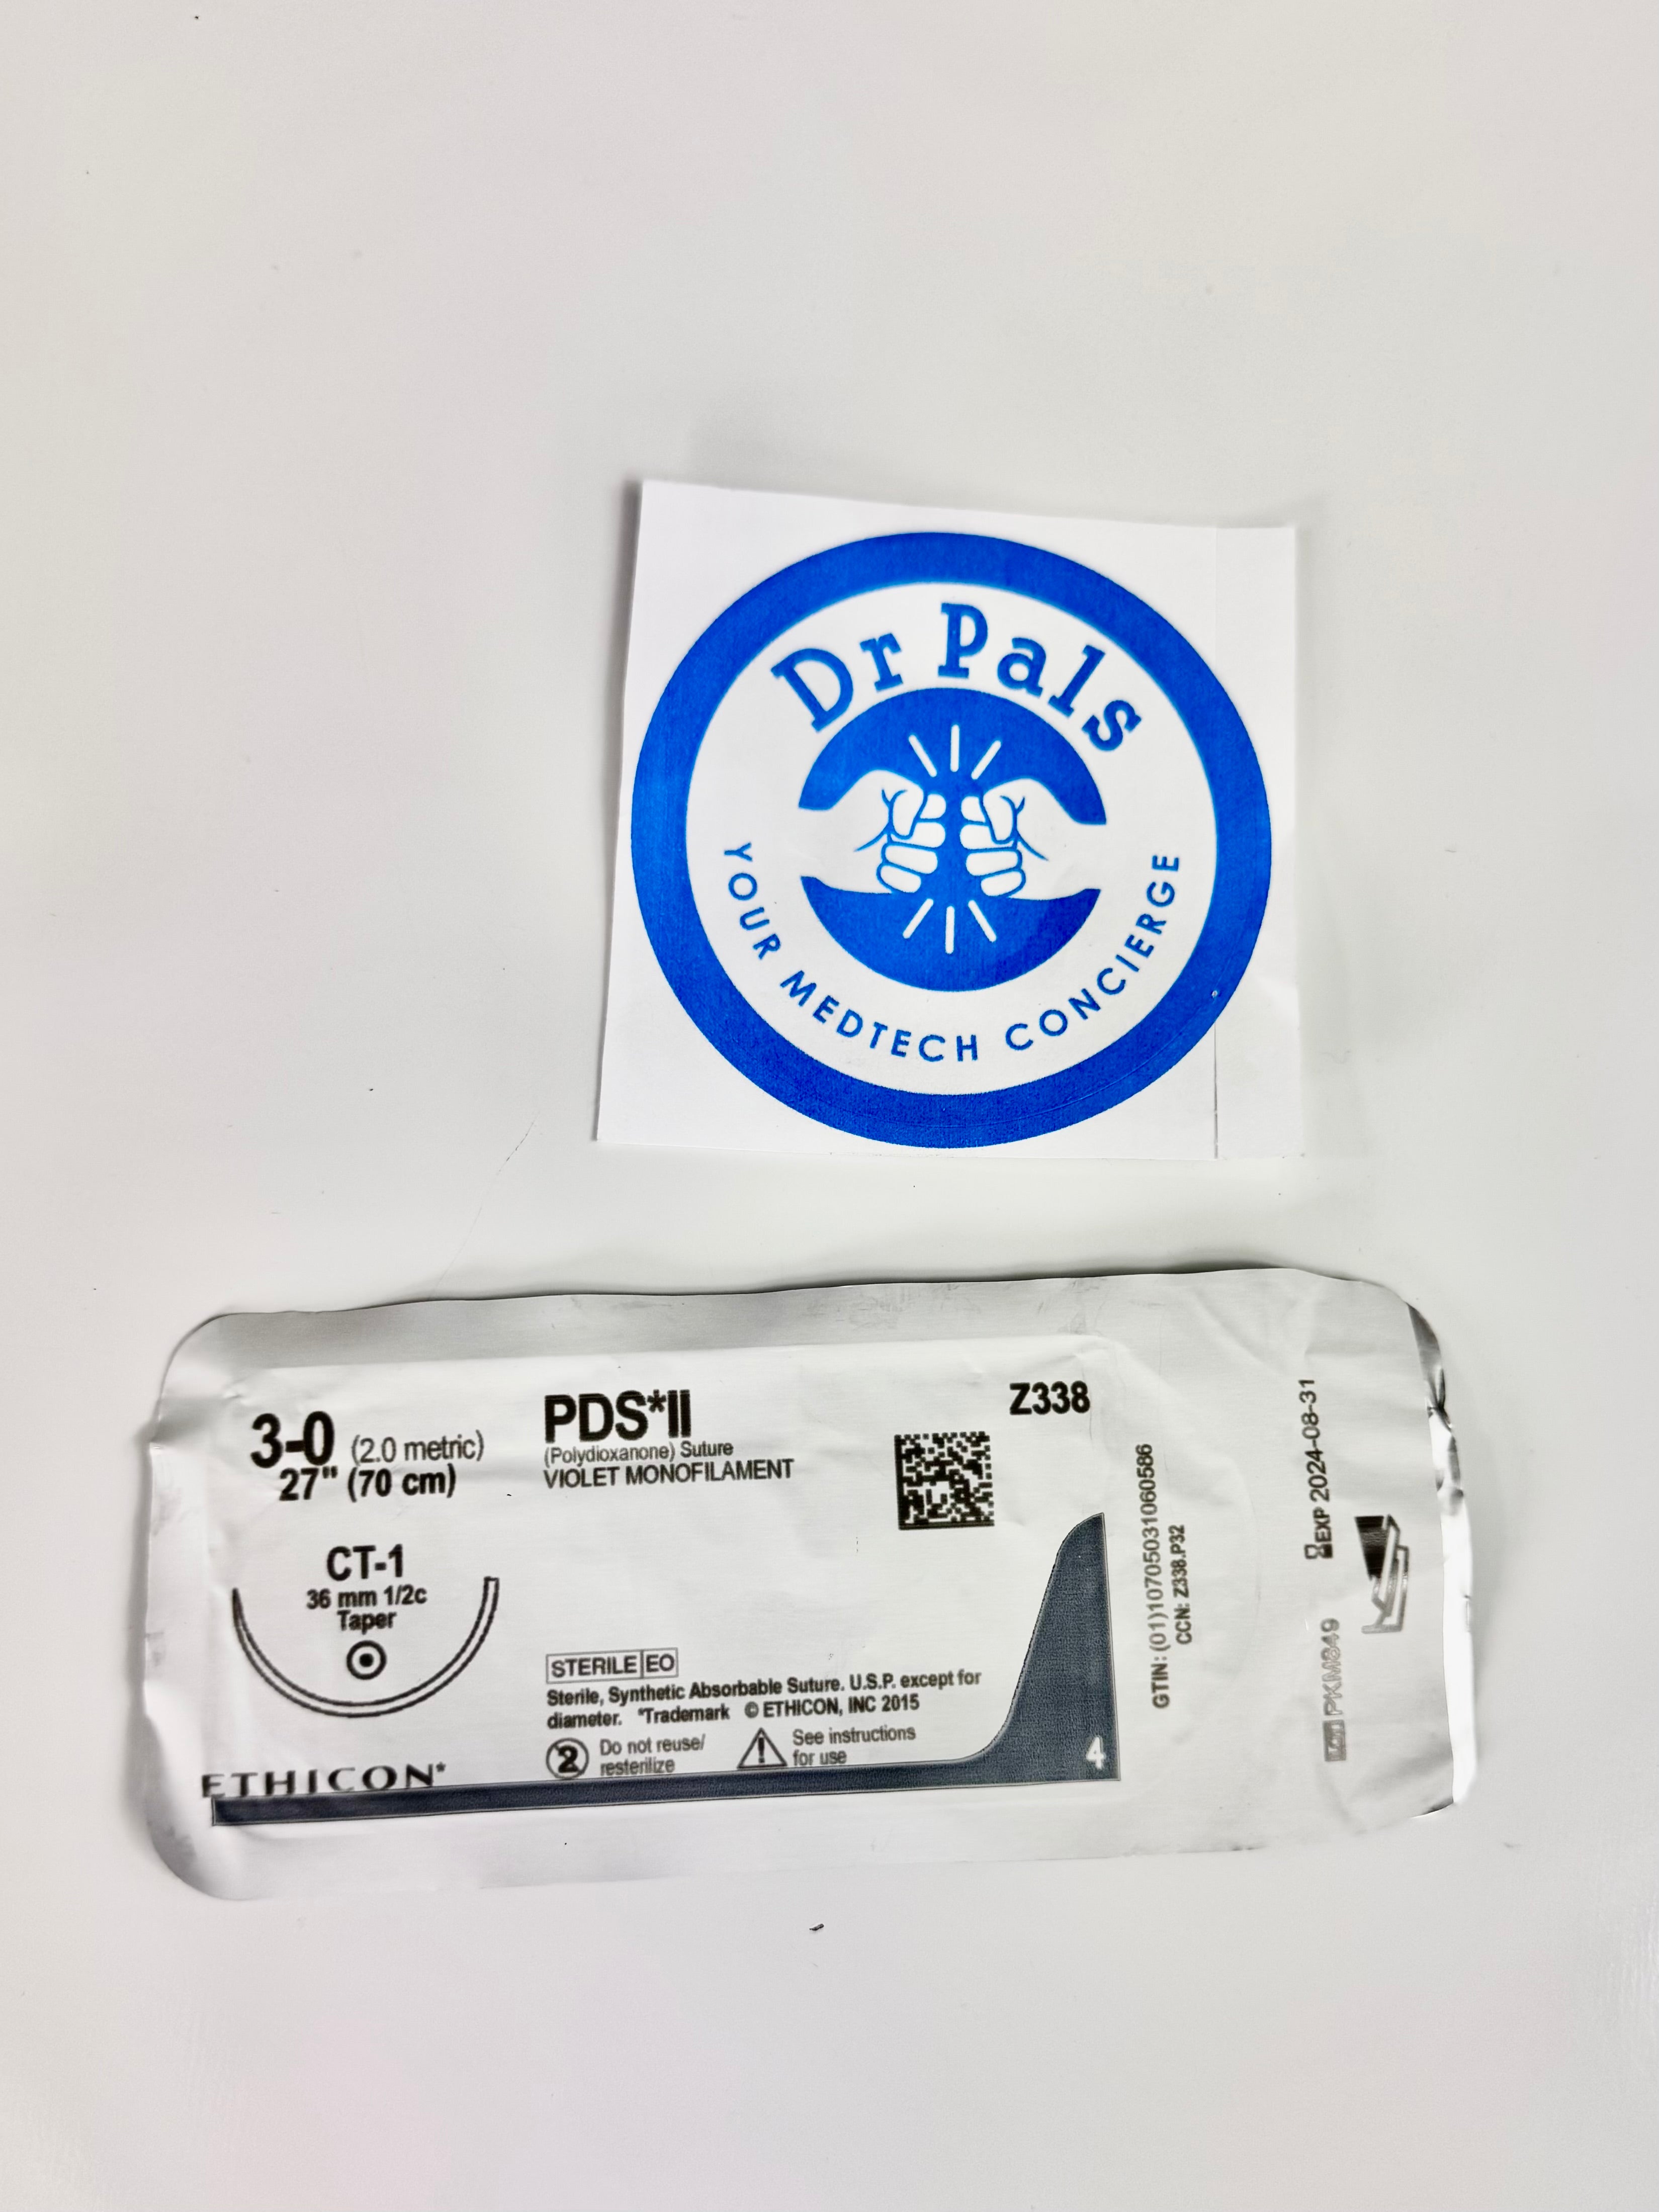 Dr Pals
YOUR MEDTECH CONCIERGE
3-0 (2.0 metric)
27" (70 cm)
CT-1
36 mm 1/2c
Taper
ETHICON*
PDS*II
(Polydioxanone) Suture
VIOLET MONOFILAMENT
Z338
STERILE EO
Sterile, Synthetic Absorbable Suture. U.S.P. except for
diameter. *Trademark © ETHICON, INC 2015
2 Do not reuse/
resterilize
See instructions
for use
4
GTIN: (01)10705031060586
CCN: Z338.P32
EXP 2024-08-31
LOT PKM849